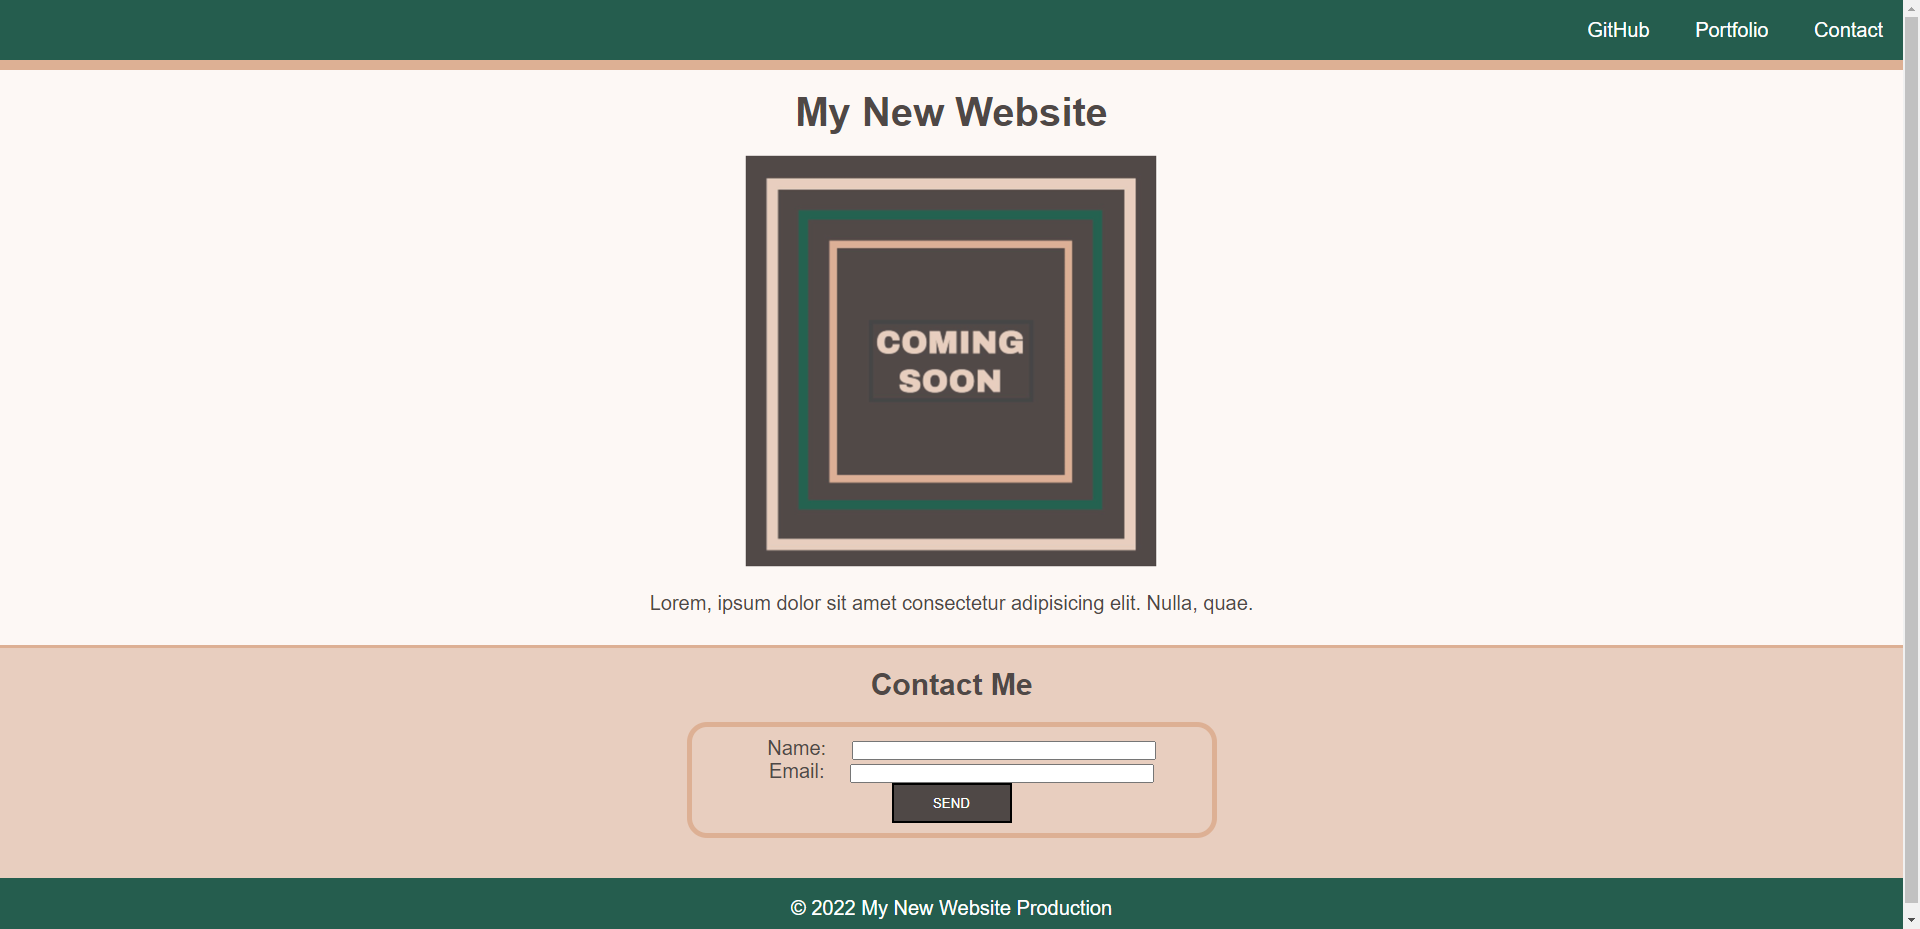 GitHub Portfolio Contact
My New Website
COMING
SOON
Lorem, ipsum dolor sit amet consectetur adipisicing elit. Nulla, quae.
Contact Me
Name:
Email:
SEND
© 2022 My New Website Production